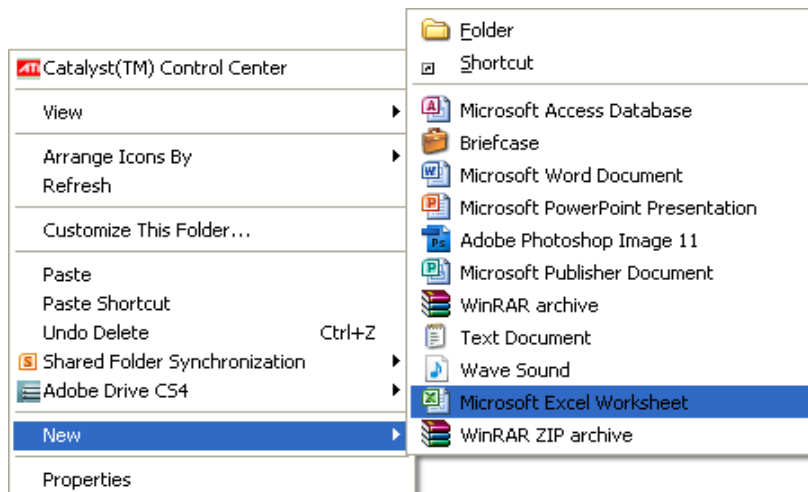 Catalyst(TM) Control Center
View
Arrange Icons By
Refresh
Customize This Folder...
Paste
Paste Shortcut
Undo Delete Ctrl+Z
Shared Folder Synchronization
Adobe Drive CS4
New
Properties
Folder
Shortcut
Microsoft Access Database
Briefcase
Microsoft Word Document
Microsoft PowerPoint Presentation
Adobe Photoshop Image 11
Microsoft Publisher Document
WinRAR archive
Text Document
Wave Sound
Microsoft Excel Worksheet
WinRAR ZIP archive